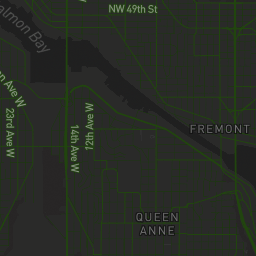 NW 49th St
almon Bay
n Ave W
23rd Ave W
14th Ave W
12th Ave W
FREMONT
QUEEN
ANNE